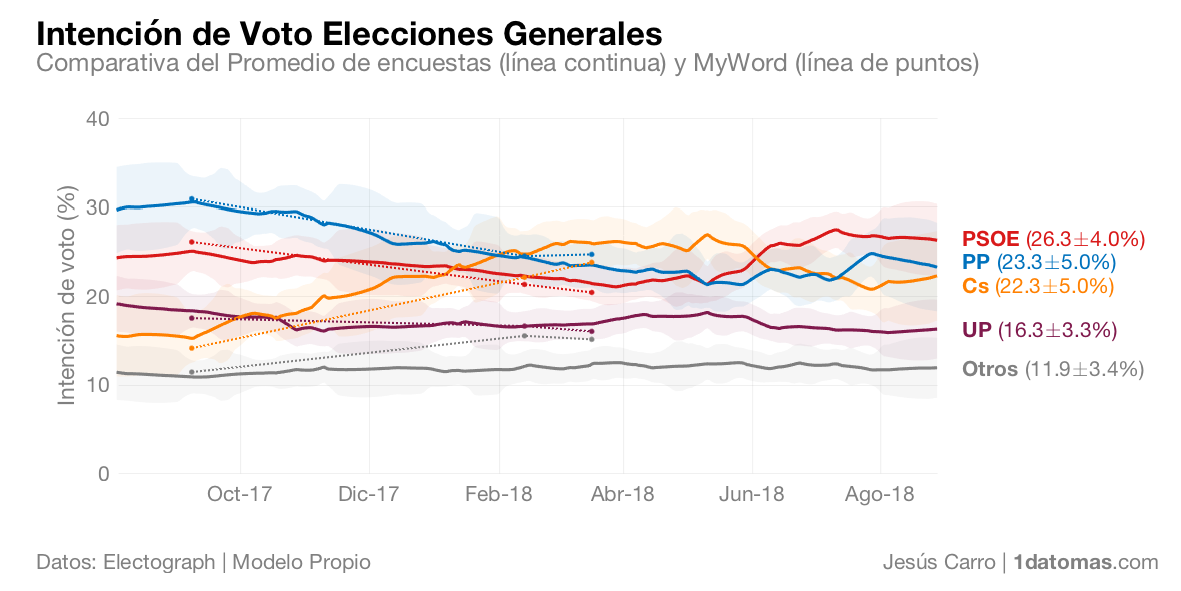 Intención de Voto Elecciones Generales
Comparativa del Promedio de encuestas (línea continua) y MyWord (línea de puntos)
Intención de voto (%)
40
30
20
10
0
Oct-17 Dic-17 Feb-18 Abr-18 Jun-18 Ago-18
PSOE (26.3±4.0%)
PP (23.3±5.0%)
Cs (22.3±5.0%)
UP (16.3±3.3%)
Otros (11.9±3.4%)
Datos: Electograph | Modelo Propio
Jesús Carro | 1datomas.com